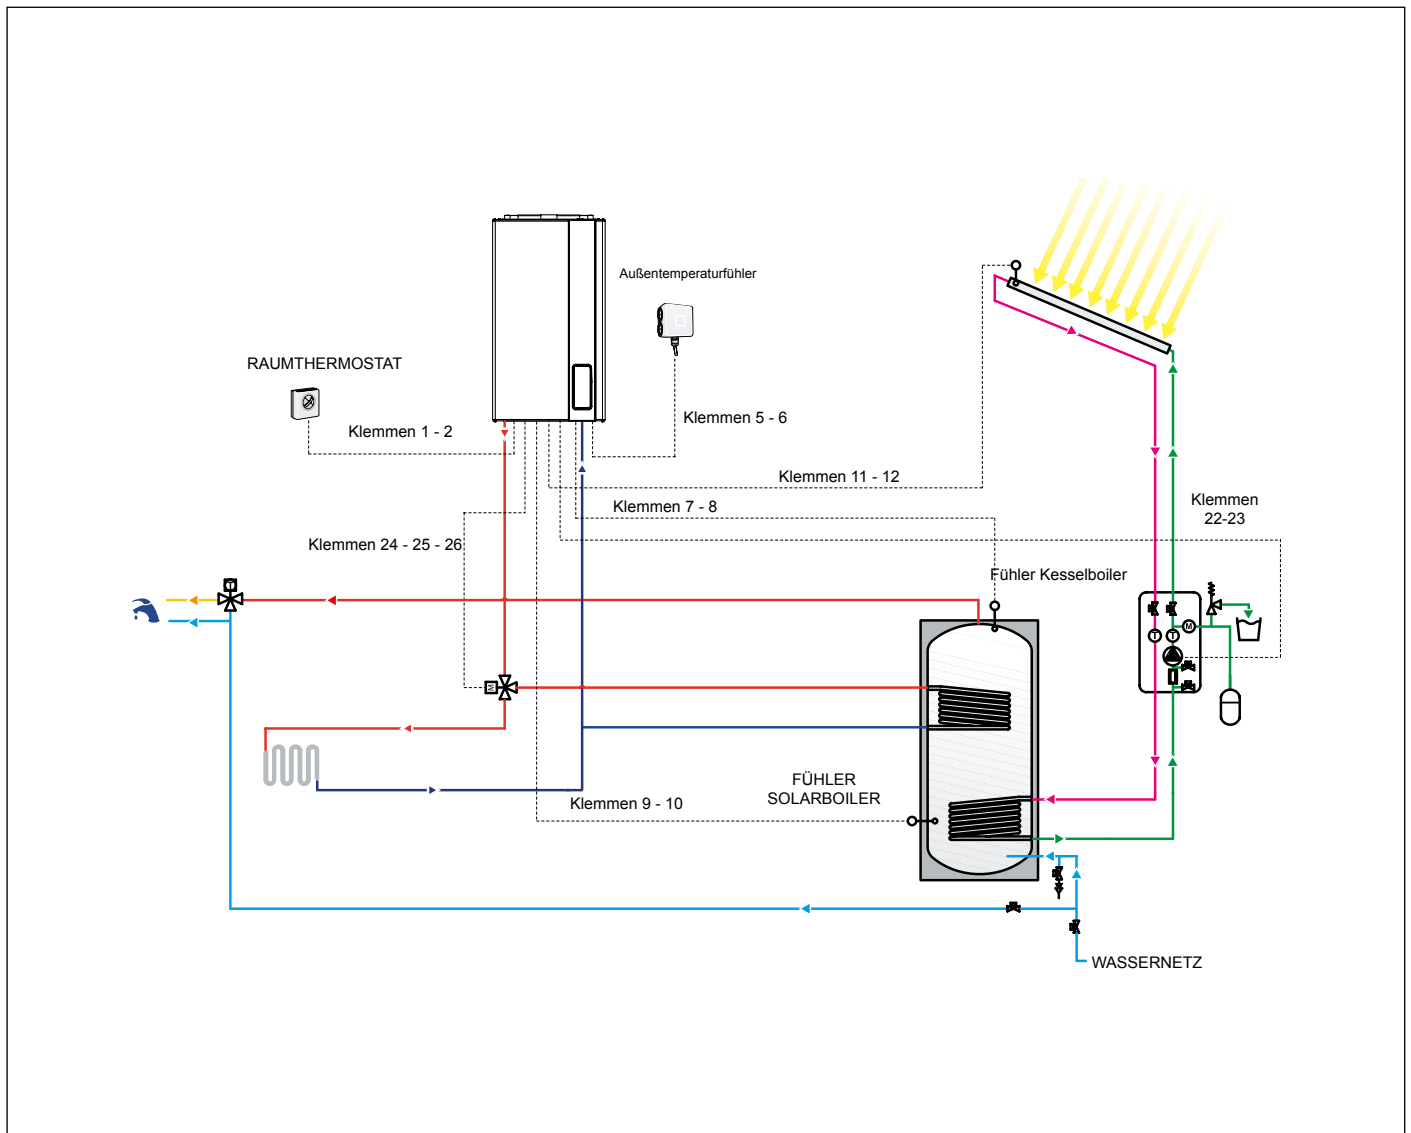 Außentemperaturfühler
RAUMTHERMOSTAT
Klemmen 5 - 6
Klemmen 1 - 2
Klemmen 11 - 12
Klemmen 7 - 8
Klemmen
22-23
Klemmen 24 - 25 - 26
Fühler Kesselboiler
T
M
T
T
M
FÜHLER
SOLARBOILER
Klemmen 9 - 10
WASSERNETZ